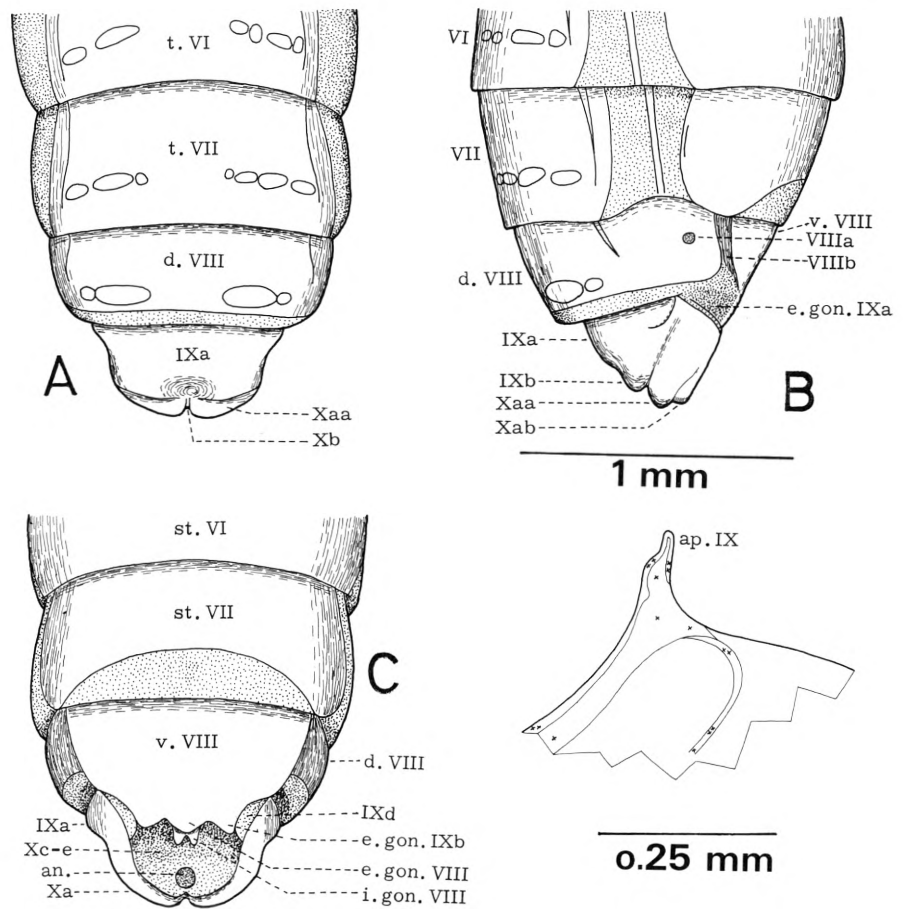 t. VI
t. VII
d. VIII
IXa
A
Xaa
Xb
VI
VII
v. VIII
VIIIa
VIIIb
d. VIII
e.gon. IXa
IXa
IXb
Xaa
Xab
B
1 mm
st. VI
st. VII
C
v. VIII
d. VIII
IXa
IXd
Xc-e
e.gon. IXb
an.
e.gon. VIII
Xa
i.gon. VIII
ap. IX
0.25 mm